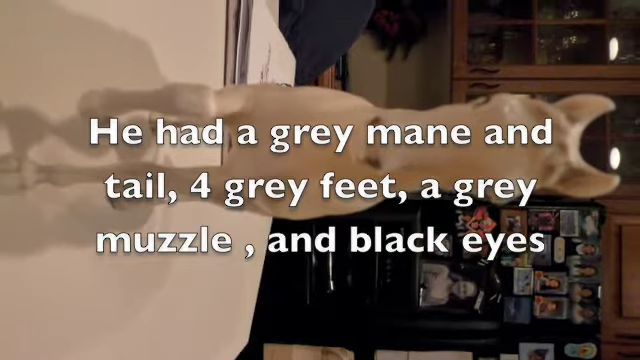 He had a grey mane and
tail, 4 grey feet, a grey
muzzle , and black eyes